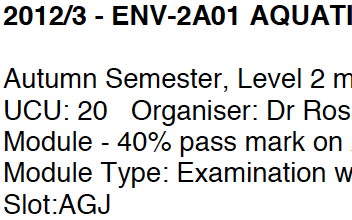 2012/3 - ENV-2A01 AQUATI
Autumn Semester, Level 2 m
UCU: 20 Organiser: Dr Ros
Module - 40% pass mark on
Module Type: Examination w
Slot:AGJ